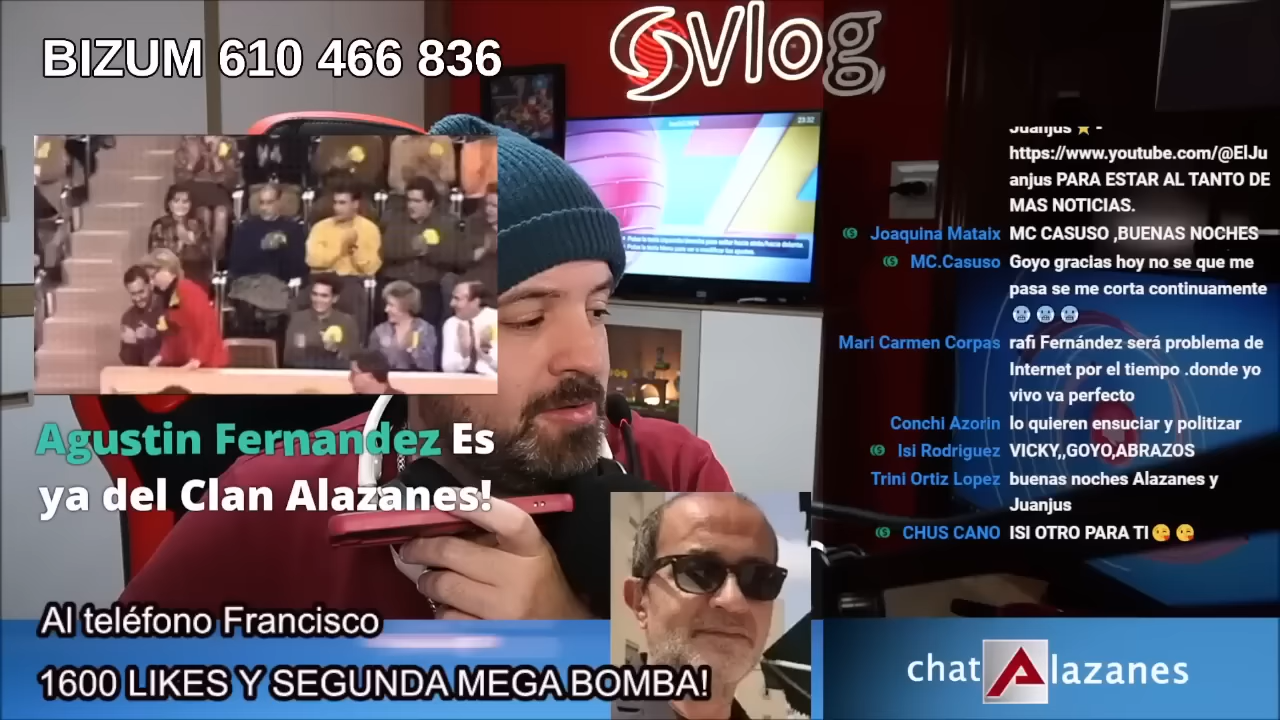 BIZUM 610 466 836
Vlog
23:32
Agustin Fernandez Es
ya del Clan Alazanes!
Al teléfono Francisco
1600 LIKES Y SEGUNDA MEGA BOMBA!
Juanjus ⭐ -
https://www.youtube.com/@ElJu
anjus PARA ESTAR AL TANTO DE
MAS NOTICIAS.
Joaquina Mataix MC CASUSO ,BUENAS NOCHES
MC.Casuso Goyo gracias hoy no se que me
pasa se me corta continuamente
🥶 🥶 🥶
Mari Carmen Corpas rafi Fernández será problema de
Internet por el tiempo .donde yo
vivo va perfecto
Conchi Azorin lo quieren ensuciar y politizar
Isi Rodriguez VICKY,,GOYO,ABRAZOS
Trini Ortiz Lopez buenas noches Alazanes y
Juanjus
CHUS CANO ISI OTRO PARA TI😘 😘
chat Alazanes